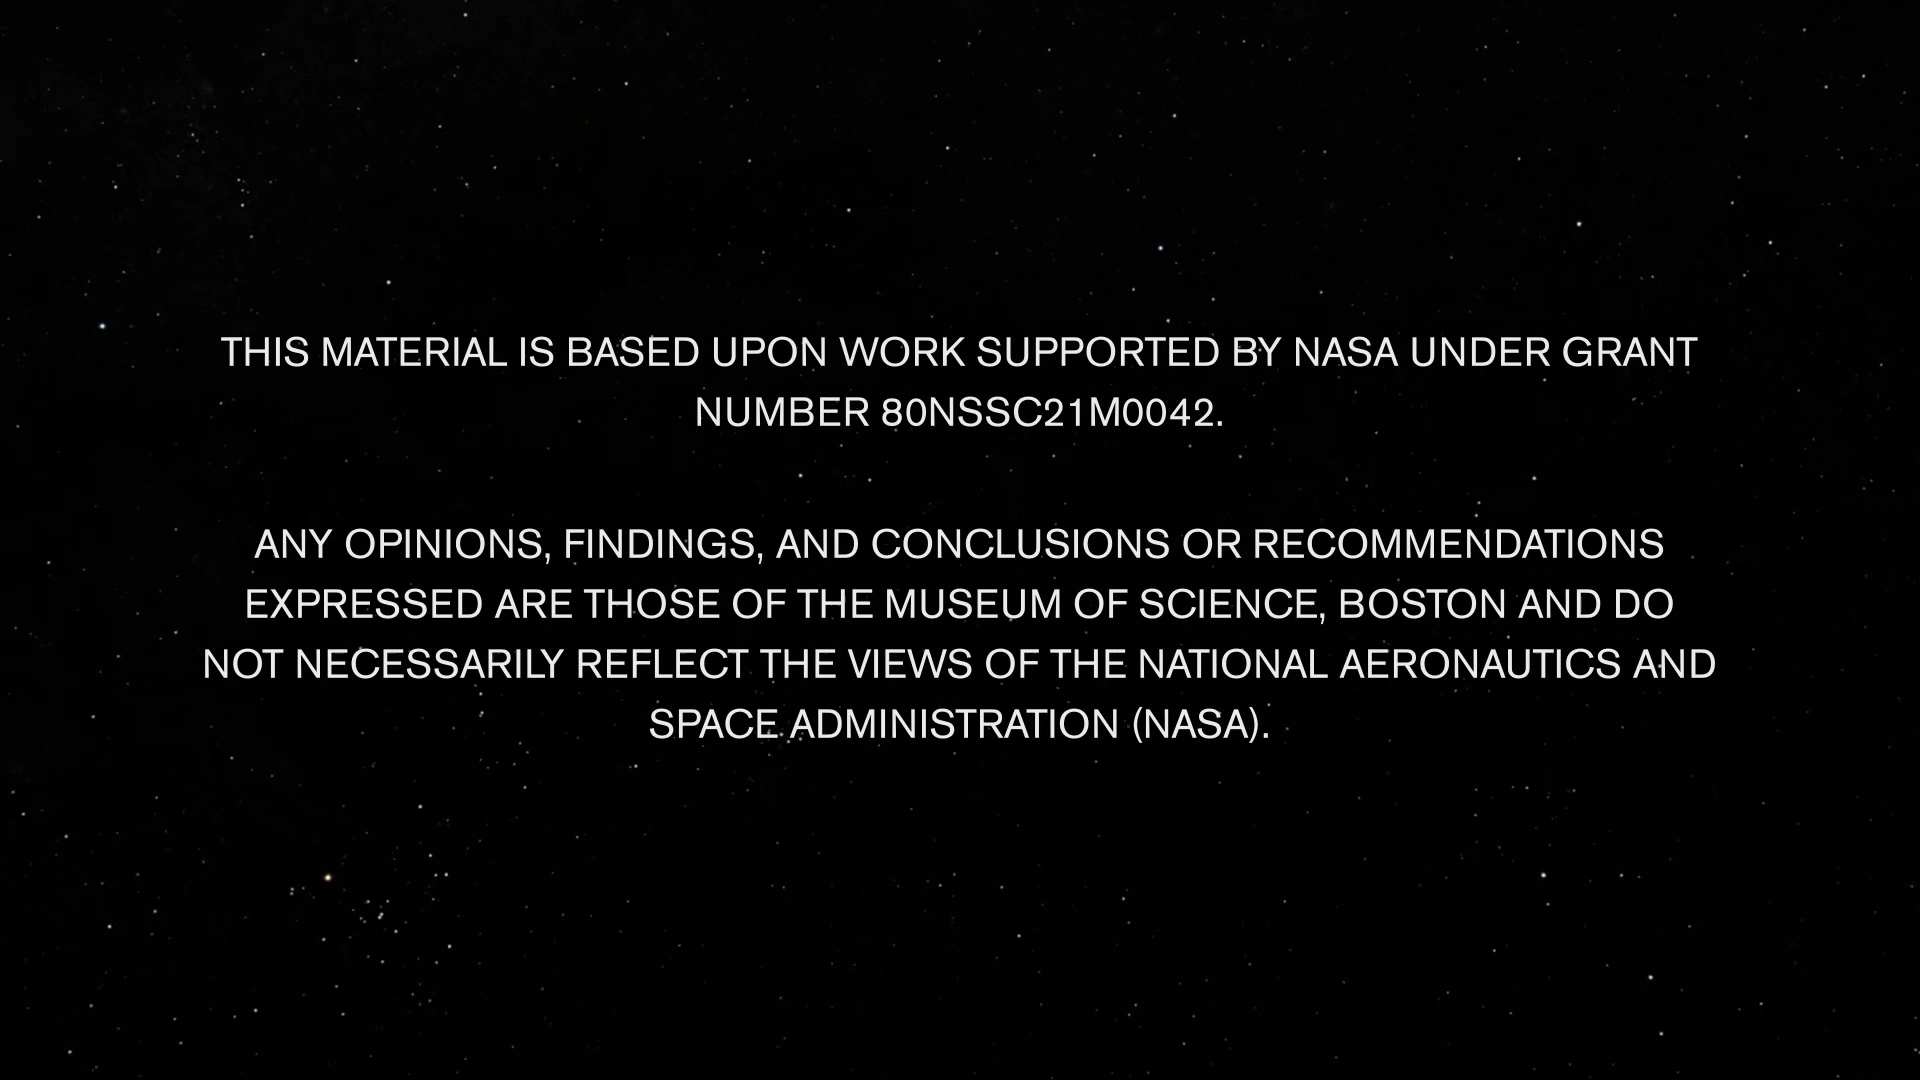 THIS MATERIAL IS BASED UPON WORK SUPPORTED BY NASA UNDER GRANT
NUMBER 80NSSC21M0042.
ANY OPINIONS, FINDINGS, AND CONCLUSIONS OR RECOMMENDATIONS
EXPRESSED ARE THOSE OF THE MUSEUM OF SCIENCE, BOSTON AND DO
NOT NECESSARILY REFLECT THE VIEWS OF THE NATIONAL AERONAUTICS AND
SPACE ADMINISTRATION (NASA).